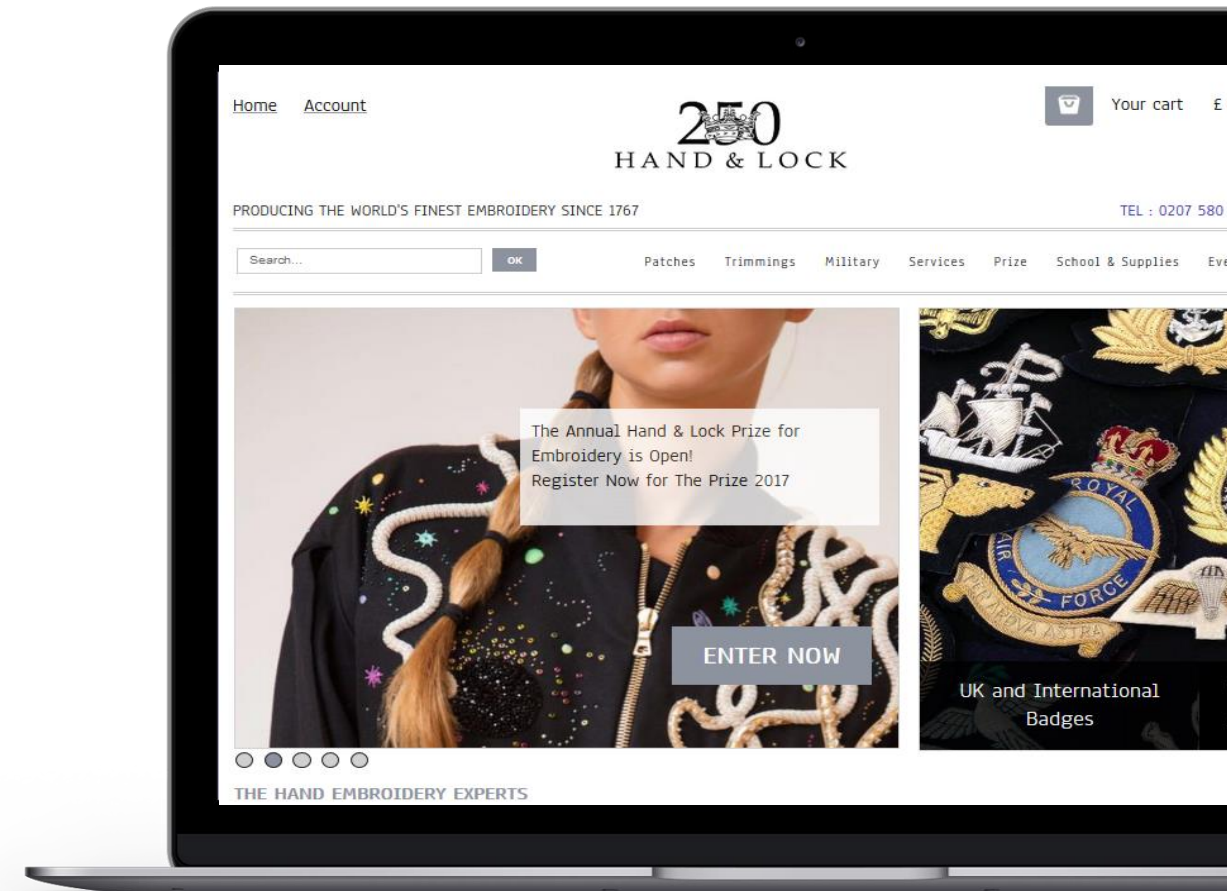 Home Account
250
HAND & LOCK
Your cart £
PRODUCING THE WORLD'S FINEST EMBROIDERY SINCE 1767
TEL : 0207 580
Search...
OK
Patches Trimmings Military Services Prize School & Supplies Eve
The Annual Hand & Lock Prize for
Embroidery is Open!
Register Now for The Prize 2017
ENTER NOW
ROYAL
AIR
FORCE
ASTRA
UK and International
Badges
THE HAND EMBROIDERY EXPERTS